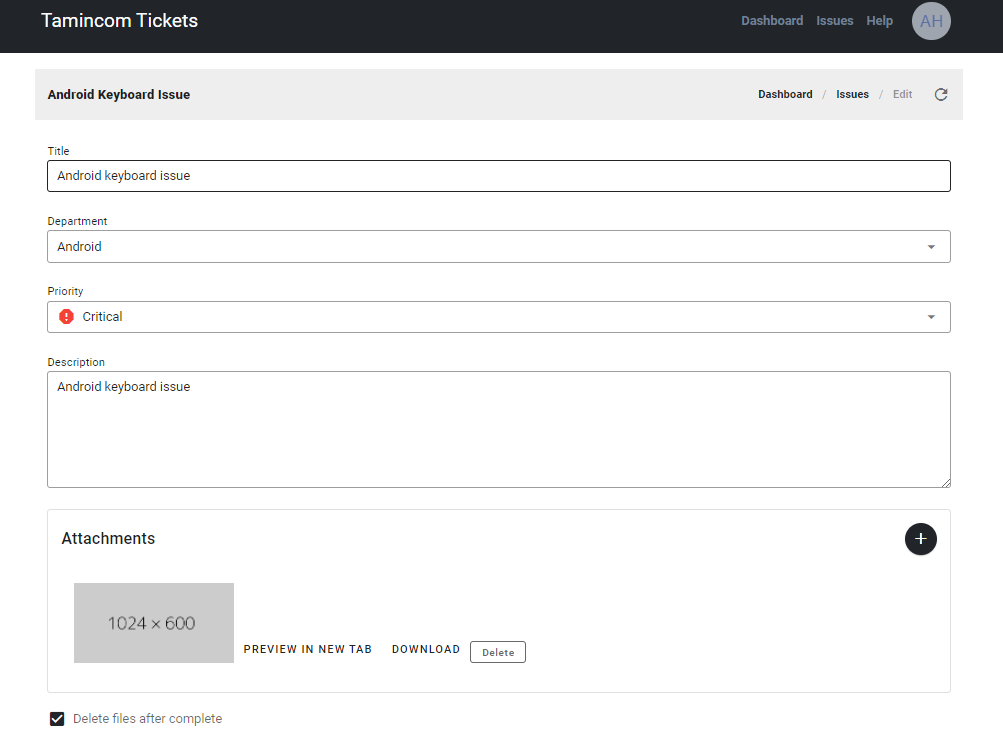 Tamincom Tickets
Dashboard Issues Help AH
Android Keyboard Issue
Dashboard / Issues / Edit
Title
Android keyboard issue
Department
Android
Priority
Critical
Description
Android keyboard issue
Attachments
1024 × 600
PREVIEW IN NEW TAB DOWNLOAD Delete
Delete files after complete